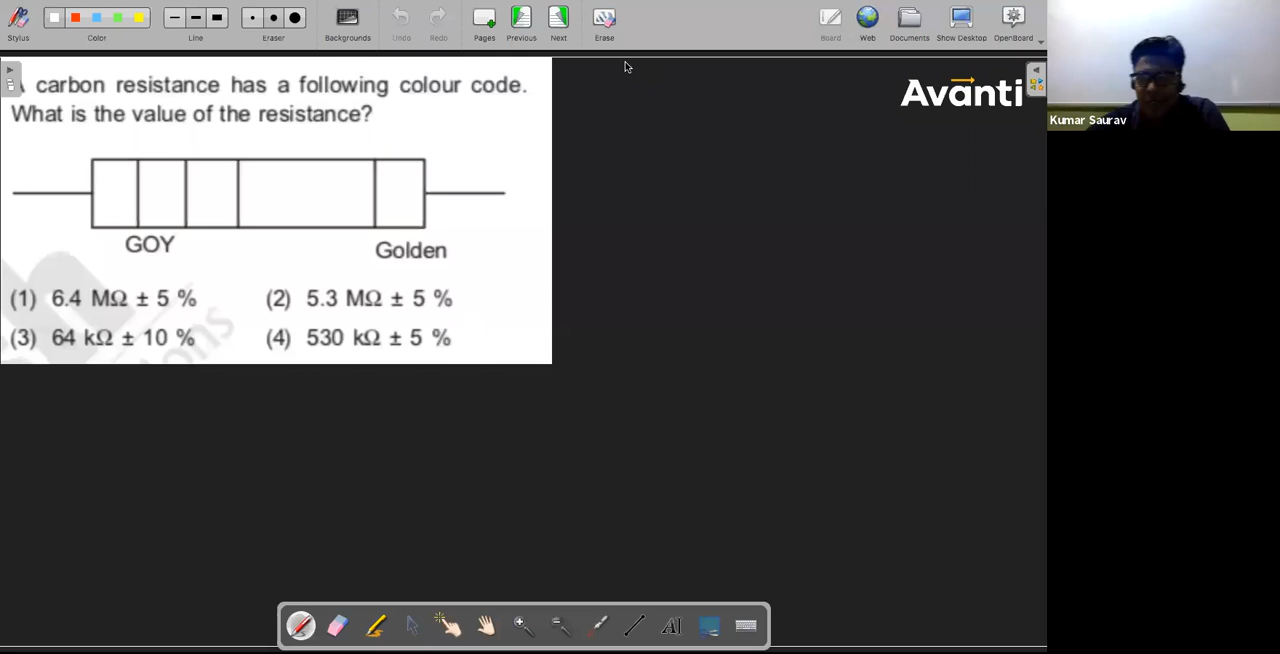 Stylus
Color
Line
Eraser
Backgrounds
Undo
Redo
Pages
Previous
Next
Erase
Board
Web
Documents
Show Desktop
OpenBoard
carbon resistance has a following colour code.
What is the value of the resistance?
GOY
Golden
(1) 6.4 MΩ ± 5 %
(2) 5.3 MΩ ± 5 %
(3) 64 kΩ ± 10 %
(4) 530 kΩ ± 5 %
Avanti
Kumar Saurav
AI